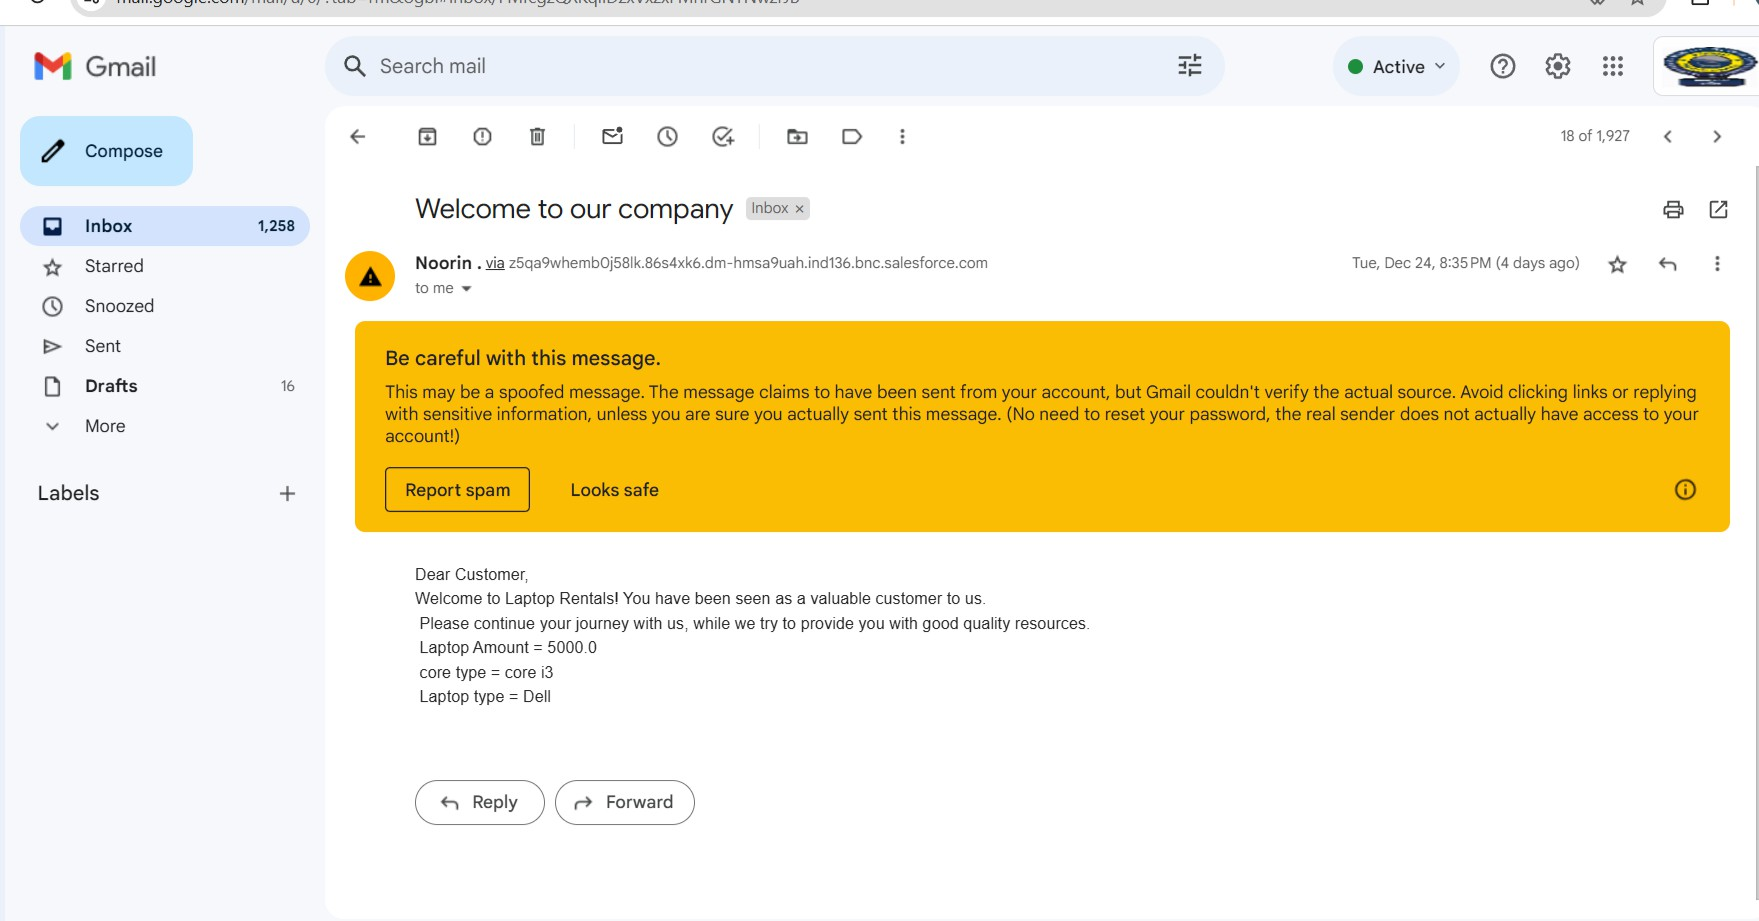 Gmail
Search mail
Active
Compose
18 of 1,927
Inbox 1,258
Starred
Snoozed
Sent
Drafts 16
More
Labels
Welcome to our company Inbox ×
Noorin . via z5qa9whemb0j58lk.86s4xk6.dm-hmsa9uah.ind136.bnc.salesforce.com
Tue, Dec 24, 8:35 PM (4 days ago)
to me
Be careful with this message.
This may be a spoofed message. The message claims to have been sent from your account, but Gmail couldn't verify the actual source. Avoid clicking links or replying
with sensitive information, unless you are sure you actually sent this message. (No need to reset your password, the real sender does not actually have access to your
account!)
Report spam
Looks safe
Dear Customer,
Welcome to Laptop Rentals! You have been seen as a valuable customer to us.
Please continue your journey with us, while we try to provide you with good quality resources.
Laptop Amount = 5000.0
core type = core i3
Laptop type = Dell
Reply
Forward